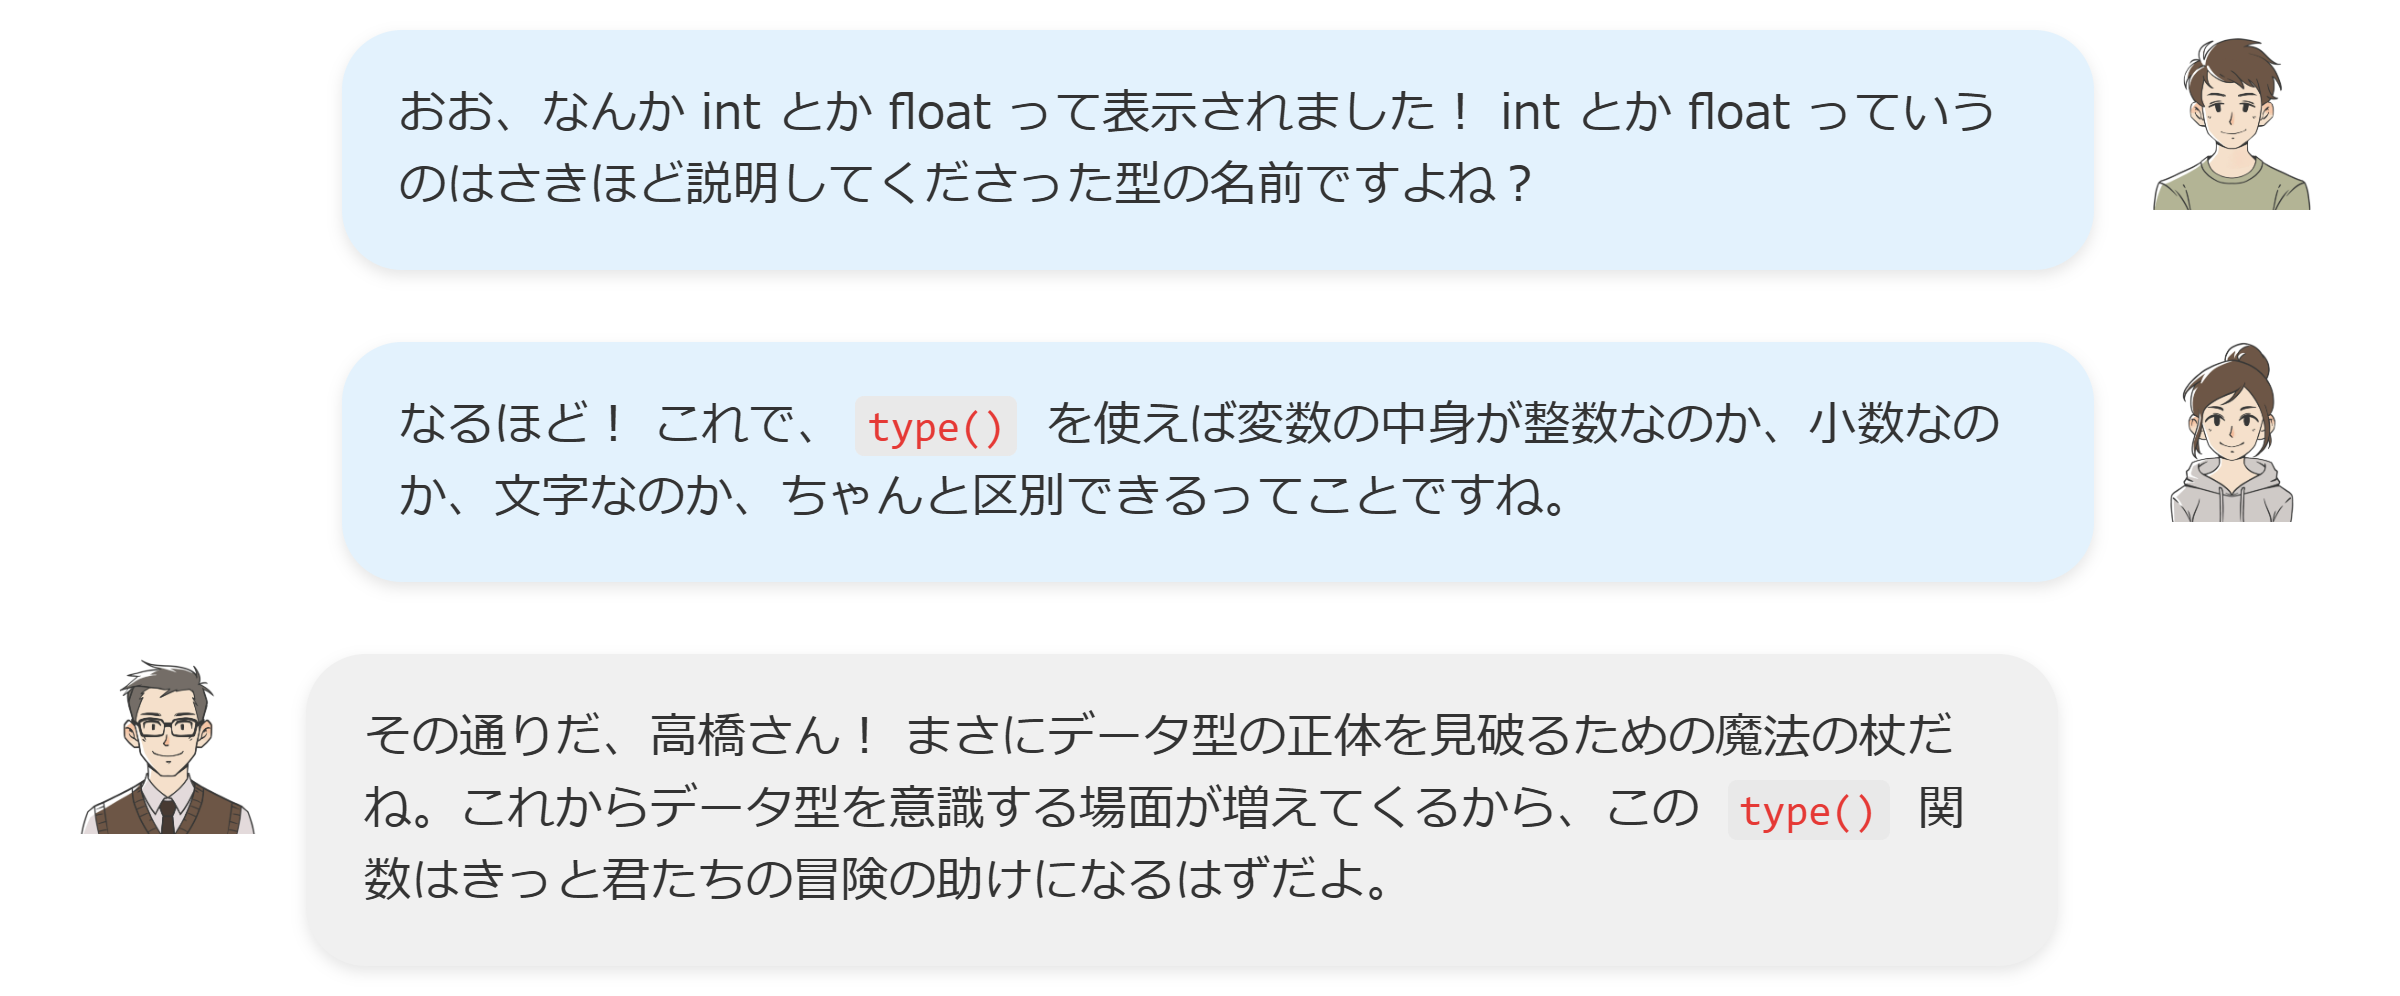 おお、なんか int とか float って表示されました！ int とか float っていう
のはさきほど説明してくださった型の名前ですよね？
なるほど！ これで、 type() を使えば変数の中身が整数なのか、小数なの
か、文字なのか、ちゃんと区別できるってことですね。
その通りだ、高橋さん！ まさにデータ型の正体を見破るための魔法の杖だ
ね。これからデータ型を意識する場面が増えてくるから、この type() 関
数はきっと君たちの冒険の助けになるはずだよ。